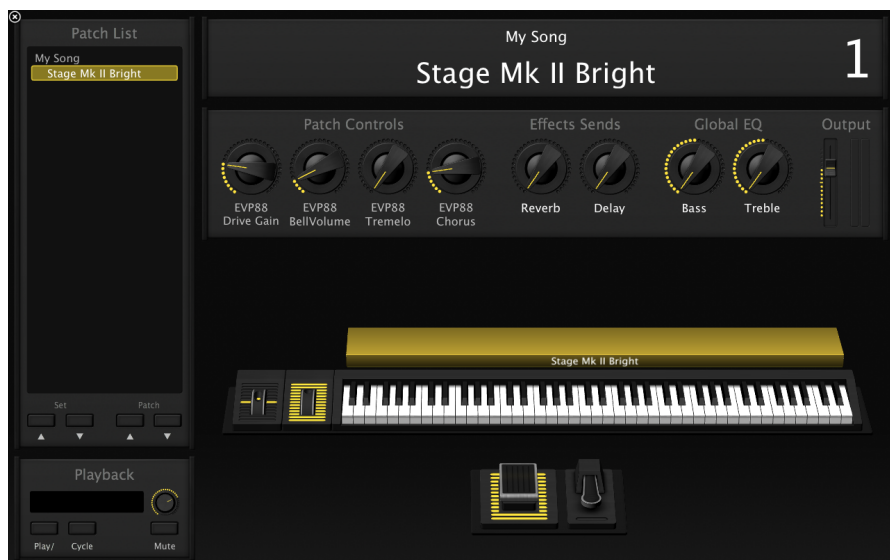 Patch List
My Song
Stage Mk II Bright
Set
Patch
Playback
Play/
Cycle
Mute
My Song
Stage Mk II Bright
1
Patch Controls
EVP88
Drive Gain
EVP88
BellVolume
EVP88
Tremelo
EVP88
Chorus
Effects Sends
Reverb
Delay
Global EQ
Bass
Treble
Output
Stage Mk II Bright